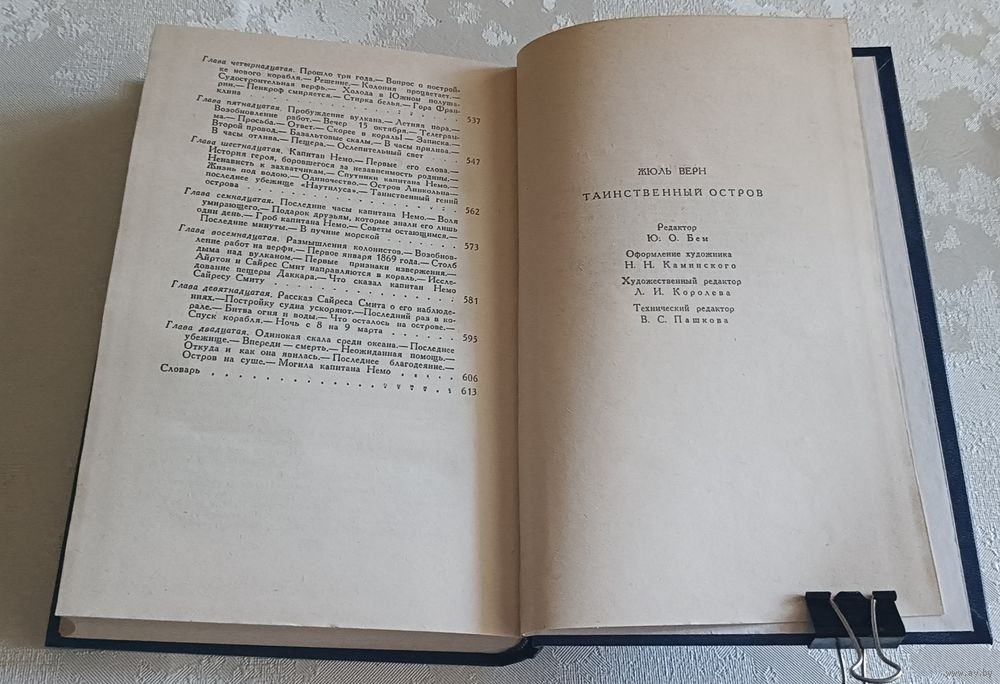 Глава четырнадцатая. Прошло три года.— Вопрос о построй-
ке нового корабля.— Решение.— Колония процветает.—
Судостроительная верфь.— Холода в Южном полуша-
рии.— Пенкроф смиряется.— Стирка белья.— Гора Фран-
клина . . . . . . . . . . . 537
Глава пятнадцатая. Пробуждение вулкана.— Летняя пора.—
Возобновление работ.— Вечер 15 октября.— Телеграм-
ма.— Просьба.— Ответ.— Скорее в кораль!— Записка.—
Второй провод.— Базальтовые скалы.— В часы прилива.—
В часы отлива.— Пещера.— Ослепительный свет . . . . 547
Глава шестнадцатая. Капитан Немо.— Первые его слова.—
История героя, боровшегося за независимость родины.—
Ненависть к захватчикам.— Спутники капитана Немо.—
Жизнь под водою.— Одиночество.— Остров Линкольна—
последнее убежище «Наутилуса».— Таинственный гений
острова . . . . . . . . . . . 562
Глава семнадцатая. Последние часы капитана Немо.— Воля
умирающего.— Подарок друзьям, которые знали его лишь
один день.— Гроб капитана Немо.— Советы остающимся.—
Последние минуты.— В пучине морской . . . . . . 573
Глава восемнадцатая. Размышления колонистов.— Возобнов-
ление работ на верфи.— Первое января 1869 года.— Столб
дыма над вулканом.— Первые признаки извержения.—
Айртон и Сайрес Смит направляются в кораль.— Иссле-
дование пещеры Даккара.— Что сказал капитан Немо
Сайресу Смиту . . . . . . . . . . 581
Глава девятнадцатая. Рассказ Сайреса Смита о его наблюде-
ниях.—Постройку судна ускоряют.—Последний раз в ко-
рале.— Битва огня и воды.— Что осталось на острове.—
Спуск корабля.— Ночь с 8 на 9 марта . . . . . . 595
Глава двадцатая. Одинокая скала среди океана.— Последнее
убежище.— Впереди — смерть.— Неожиданная помощь.—
Откуда и как она явилась.— Последнее благодеяние.—
Остров на суше.— Могила капитана Немо . . . . . 606
Словарь . . . . . . . . . . . . . . 613
ЖЮЛЬ ВЕРН
ТАИНСТВЕННЫЙ ОСТРОВ
Редактор
Ю. О. Бем
Оформление художника
Н. Н. Каминского
Художественный редактор
Л. И. Королева
Технический редактор
В. С. Пашкова
www.av.by